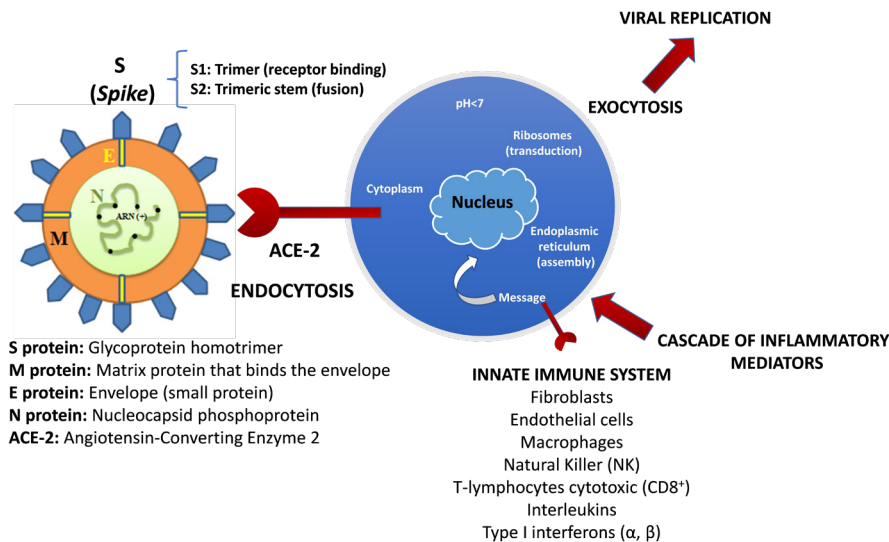 VIRAL REPLICATION
S
(Spike)
S1: Trimer (receptor binding)
S2: Trimeric stem (fusion)
EXOCYTOSIS
pH<7
Ribosomes
(transduction)
E
N
ARN (+)
M
Cytoplasm
Nucleus
ACE-2
Endoplasmic
reticulum
(assembly)
ENDOCYTOSIS
Message
S protein: Glycoprotein homotrimer
M protein: Matrix protein that binds the envelope
E protein: Envelope (small protein)
N protein: Nucleocapsid phosphoprotein
ACE-2: Angiotensin-Converting Enzyme 2
CASCADE OF INFLAMMATORY
MEDIATORS
INNATE IMMUNE SYSTEM
Fibroblasts
Endothelial cells
Macrophages
Natural Killer (NK)
T-lymphocytes cytotoxic (CD8⁺)
Interleukins
Type I interferons (α, β)